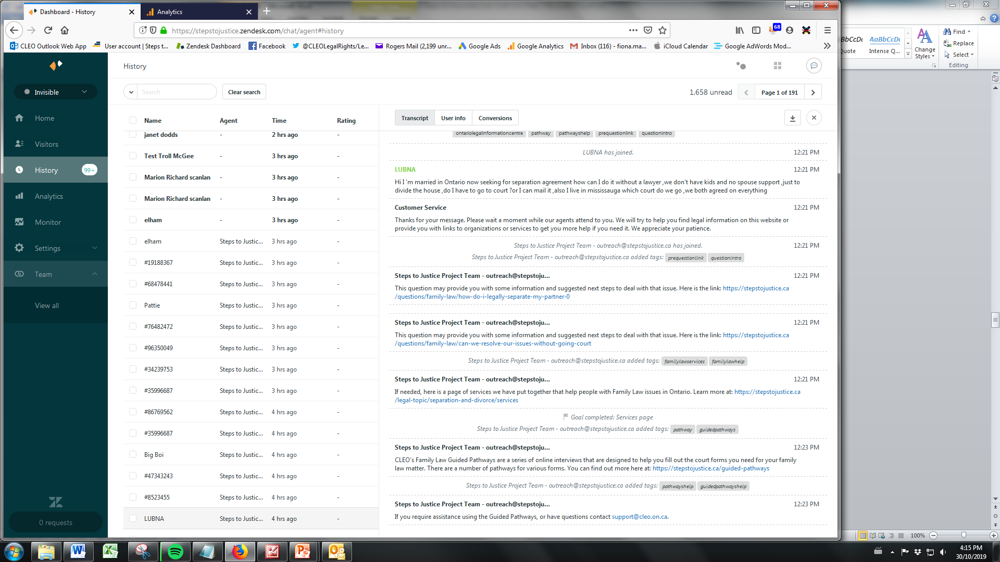 Dashboard - History
Analytics
https://stepstojustice.zendesk.com/chat/agent#history
68
CLEO Outlook Web App
User account | Steps t...
Zendesk Dashboard
Facebook
@CLEOLegalRights/Le...
Rogers Mail (2,199 unr...
Google Ads
Google Analytics
Inbox (116) - fiona.ma...
iCloud Calendar
Google AdWords Mod...
Invisible
Home
Visitors
History
99+
Analytics
Monitor
Settings
Team
View all
0 requests
History
Search
Clear search
1,658 unread
Page 1 of 191
Name Agent Time Rating
janet dodds - 2 hrs ago -
Test Troll McGee - 3 hrs ago -
Marion Richard scanlan - 3 hrs ago -
Marion Richard scanlan - 3 hrs ago -
elham - 3 hrs ago -
elham Steps to Justic... 3 hrs ago -
#19188367 Steps to Justic... 3 hrs ago -
#68478441 Steps to Justic... 3 hrs ago -
Pattie Steps to Justic... 3 hrs ago -
#76482472 Steps to Justic... 3 hrs ago -
#96350049 Steps to Justic... 3 hrs ago -
#34239753 Steps to Justic... 3 hrs ago -
#35996687 Steps to Justic... 3 hrs ago -
#86769562 Steps to Justic... 4 hrs ago -
#35996687 Steps to Justic... 4 hrs ago -
Big Boi Steps to Justic... 4 hrs ago -
#47343243 Steps to Justic... 4 hrs ago -
#8523455 Steps to Justic... 4 hrs ago -
LUBNA Steps to Justic... 4 hrs ago -
Transcript User info Conversions
ontariolegalinformationcentre pathway pathwayshelp prequestionlink questionintro
LUBNA has joined. 12:21 PM
LUBNA 12:21 PM
Hi I 'm married in Ontario now seeking for separation agreement how can I do it without a lawyer ,we don't have kids and no spouse support ,just to
divide the house ,do I have to go to court ?or I can mail it ,also I live in mississauga which court do we go ,we both agreed on everything
Customer Service 12:21 PM
Thanks for your message. Please wait a moment while our agents attend to you. We will try to help you find legal information on this website or
provide you with links to organizations or services to get you more help if you need it. We appreciate your patience.
Steps to Justice Project Team - outreach@stepstojustice.ca has joined. 12:21 PM
Steps to Justice Project Team - outreach@stepstojustice.ca added tags: prequestionlink questionintro
Steps to Justice Project Team - outreach@stepstoju... 12:21 PM
This question may provide you with some information and suggested next steps to deal with that issue. Here is the link: https://stepstojustice.ca
/questions/family-law/how-do-i-legally-separate-my-partner-0
Steps to Justice Project Team - outreach@stepstoju... 12:21 PM
This question may provide you with some information and suggested next steps to deal with that issue. Here is the link: https://stepstojustice.ca
/questions/family-law/can-we-resolve-our-issues-without-going-court
Steps to Justice Project Team - outreach@stepstojustice.ca added tags: familylawservices familylawhelp
Steps to Justice Project Team - outreach@stepstoju... 12:21 PM
If needed, here is a page of services we have put together that help people with Family Law issues in Ontario. Learn more at: https://stepstojustice.ca
/legal-topic/separation-and-divorce/services
Goal completed: Services page
Steps to Justice Project Team - outreach@stepstojustice.ca added tags: pathway guidedpathways
Steps to Justice Project Team - outreach@stepstoju... 12:23 PM
CLEO's Family Law Guided Pathways are a series of online interviews that are designed to help you fill out the court forms you need for your family
law matter. There are a number of pathways for various forms. You can find out more here at: https://stepstojustice.ca/guided-pathways
Steps to Justice Project Team - outreach@stepstojustice.ca added tags: pathwayshelp guidedpathwayshelp
Steps to Justice Project Team - outreach@stepstoju... 12:23 PM
If you require assistance using the Guided Pathways, or have questions contact support@cleo.on.ca.
AaBbCcDc
Intense Q...
Change
Styles
Find
Replace
Select
Editing
100%
4:15 PM
30/10/2019